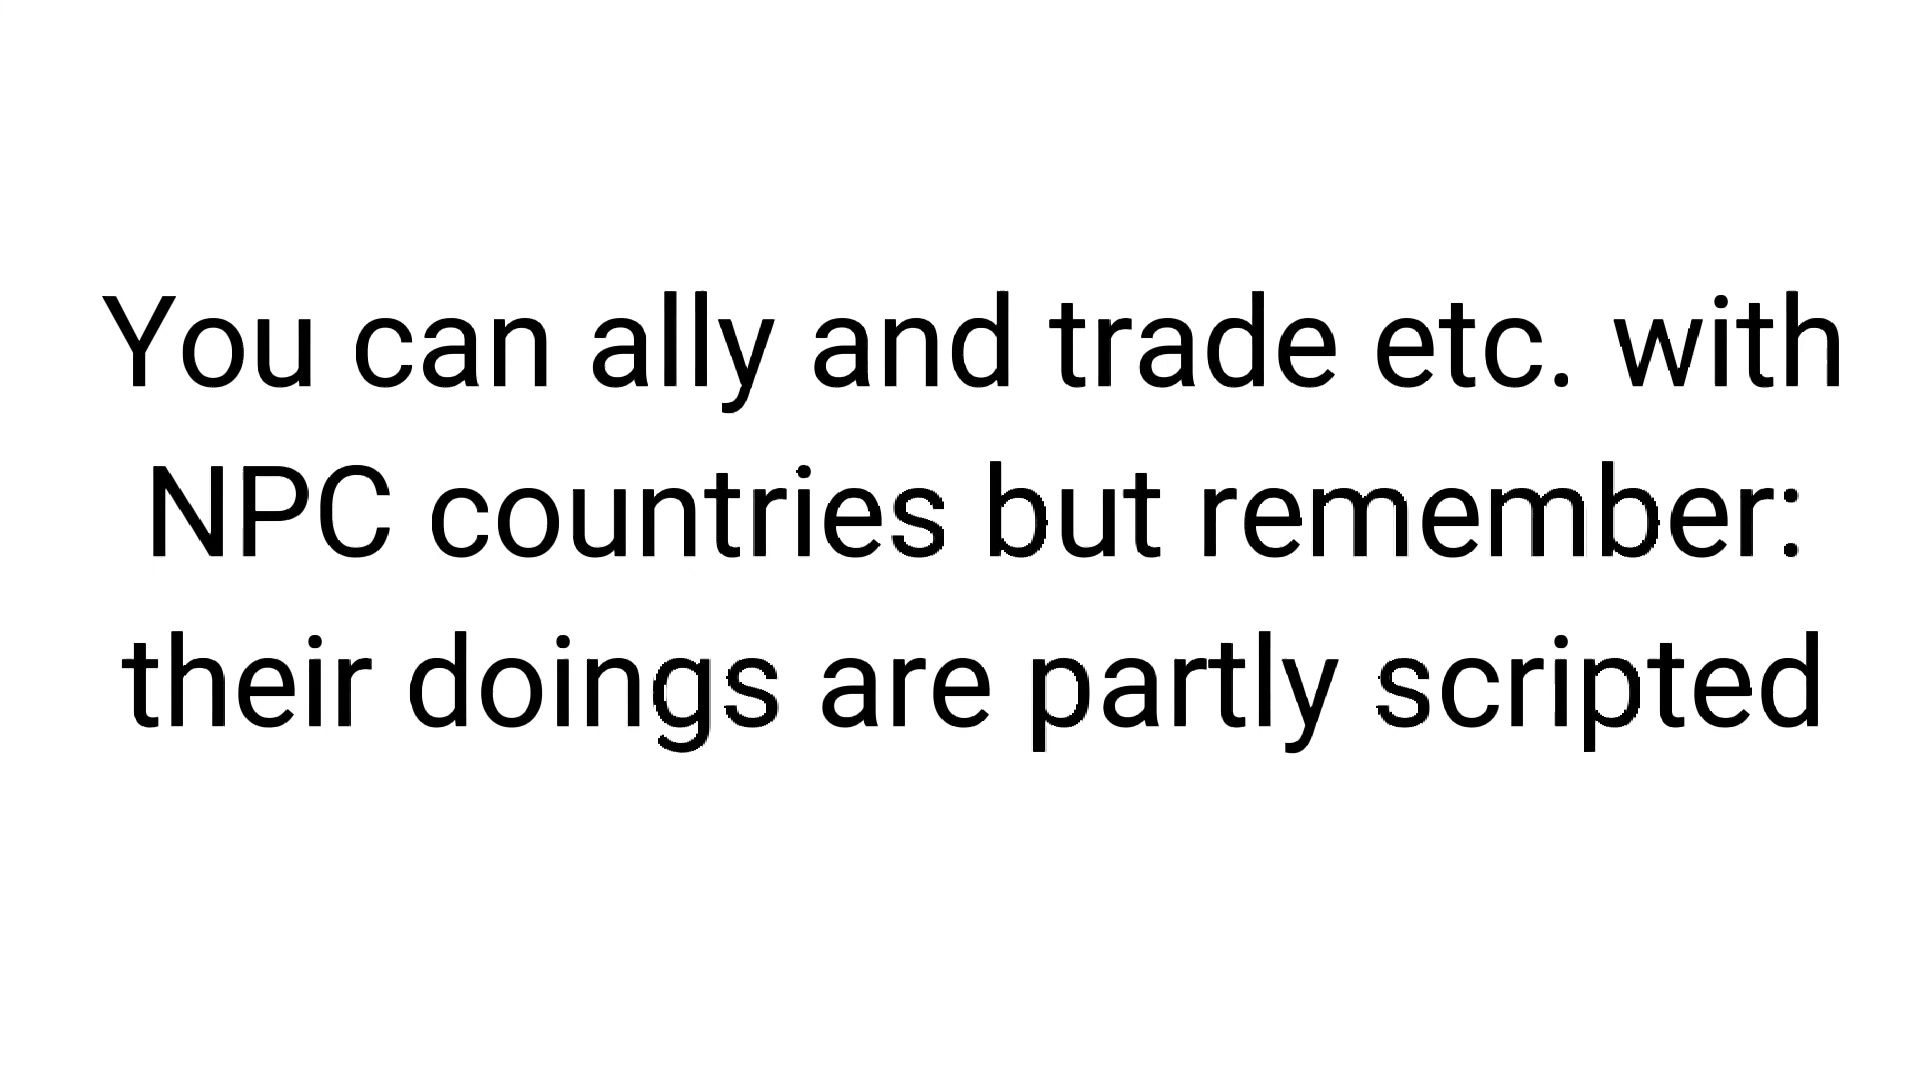 You can ally and trade etc. with
NPC countries but remember:
their doings are partly scripted